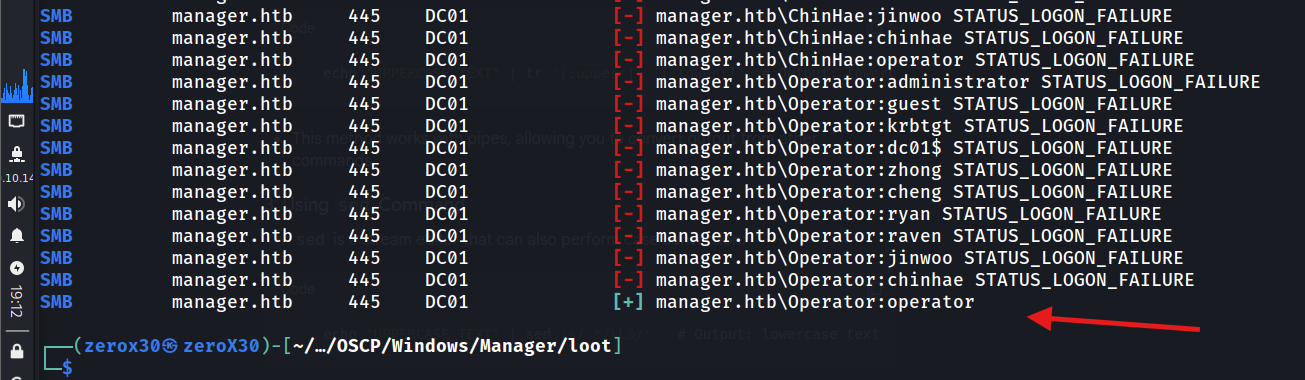 SMB manager.htb 445 DC01 [-] manager.htb\ChinHae:jinwoo STATUS_LOGON_FAILURE
SMB manager.htb 445 DC01 [-] manager.htb\ChinHae:chinhae STATUS_LOGON_FAILURE
SMB manager.htb 445 DC01 [-] manager.htb\ChinHae:operator STATUS_LOGON_FAILURE
SMB manager.htb 445 DC01 [-] manager.htb\Operator:administrator STATUS_LOGON_FAILURE
SMB manager.htb 445 DC01 [-] manager.htb\Operator:guest STATUS_LOGON_FAILURE
SMB manager.htb 445 DC01 [-] manager.htb\Operator:krbtgt STATUS_LOGON_FAILURE
SMB manager.htb 445 DC01 [-] manager.htb\Operator:dc01$ STATUS_LOGON_FAILURE
SMB manager.htb 445 DC01 [-] manager.htb\Operator:zhong STATUS_LOGON_FAILURE
SMB manager.htb 445 DC01 [-] manager.htb\Operator:cheng STATUS_LOGON_FAILURE
SMB manager.htb 445 DC01 [-] manager.htb\Operator:ryan STATUS_LOGON_FAILURE
SMB manager.htb 445 DC01 [-] manager.htb\Operator:raven STATUS_LOGON_FAILURE
SMB manager.htb 445 DC01 [-] manager.htb\Operator:jinwoo STATUS_LOGON_FAILURE
SMB manager.htb 445 DC01 [-] manager.htb\Operator:chinhae STATUS_LOGON_FAILURE
SMB manager.htb 445 DC01 [+] manager.htb\Operator:operator
(zerox30㉿zeroX30)-[~/…/OSCP/Windows/Manager/loot]
$
.10.14
19:12